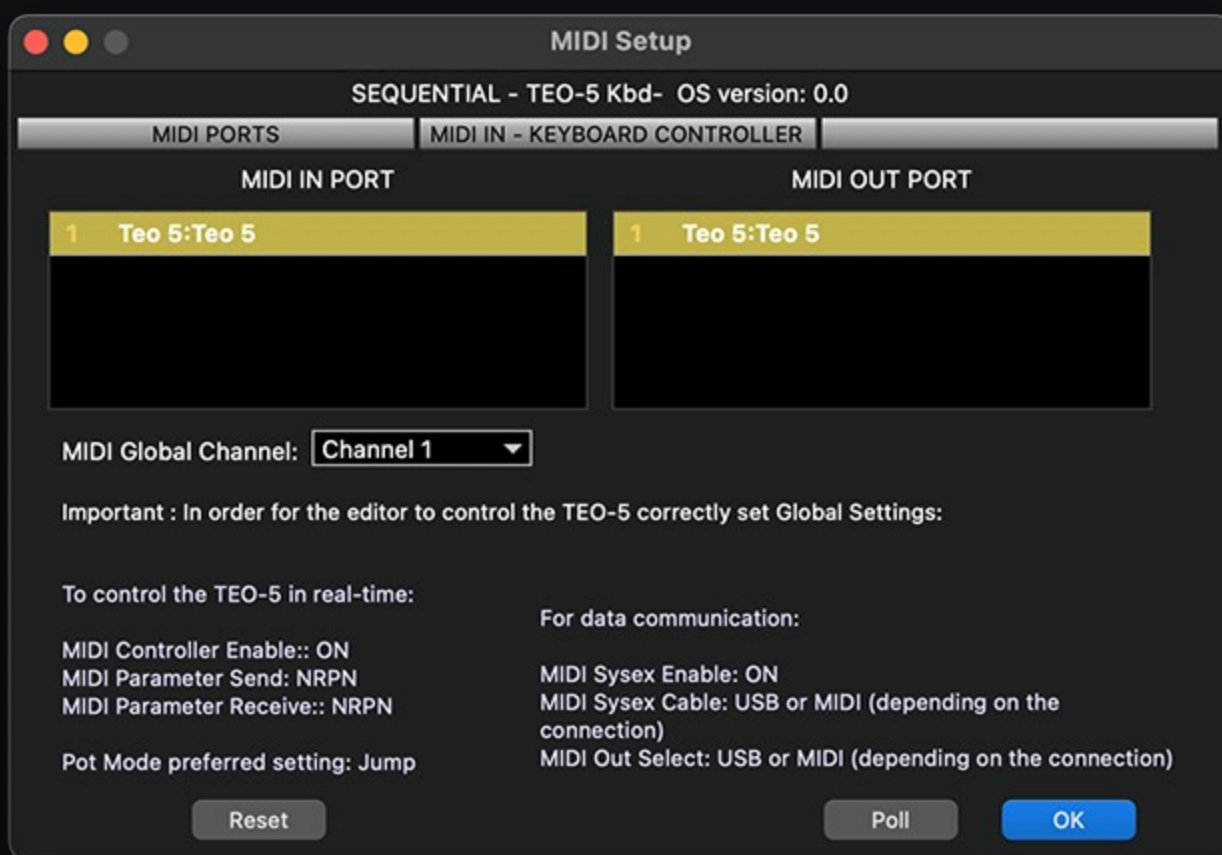 MIDI Setup
SEQUENTIAL - TEO-5 Kbd- OS version: 0.0
MIDI PORTS
MIDI IN - KEYBOARD CONTROLLER
MIDI IN PORT
MIDI OUT PORT
1 Teo 5:Teo 5
1 Teo 5:Teo 5
MIDI Global Channel: Channel 1
Important : In order for the editor to control the TEO-5 correctly set Global Settings:
To control the TEO-5 in real-time:
MIDI Controller Enable:: ON
MIDI Parameter Send: NRPN
MIDI Parameter Receive:: NRPN
Pot Mode preferred setting: Jump
For data communication:
MIDI Sysex Enable: ON
MIDI Sysex Cable: USB or MIDI (depending on the
connection)
MIDI Out Select: USB or MIDI (depending on the connection)
Reset
Poll
OK